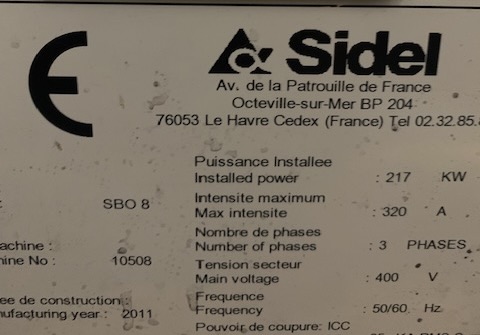 CE
Sidel
Av. de la Patrouille de France
Octeville-sur-Mer BP 204
76053 Le Havre Cedex (France) Tel 02.32.85.
Puissance Installee
Installed power : 217 KW
SBO 8
Intensite maximum
Max intensite : 320 A
Nombre de phases
achine :
Number of phases : 3 PHASES
hine No : 10508
Tension secteur
Main voltage : 400 V
ee de construction :
Frequence
nufacturing year : 2011
Frequency : 50/60 Hz
Pouvoir de coupure: ICC